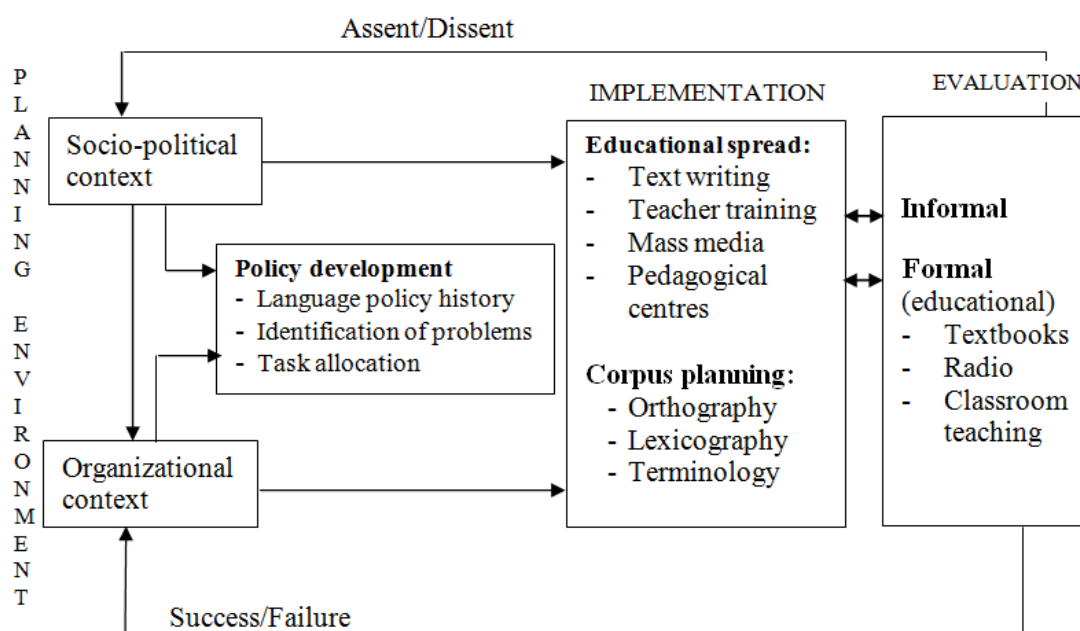 Assent/Dissent
PLANNING ENVIRONMENT
IMPLEMENTATION
EVALUATION
Socio-political
context
Policy development
- Language policy history
- Identification of problems
- Task allocation
Organizational
context
Educational spread:
- Text writing
- Teacher training
- Mass media
- Pedagogical
centres
Corpus planning:
- Orthography
- Lexicography
- Terminology
Informal
Formal
(educational)
- Textbooks
- Radio
- Classroom
teaching
Success/Failure